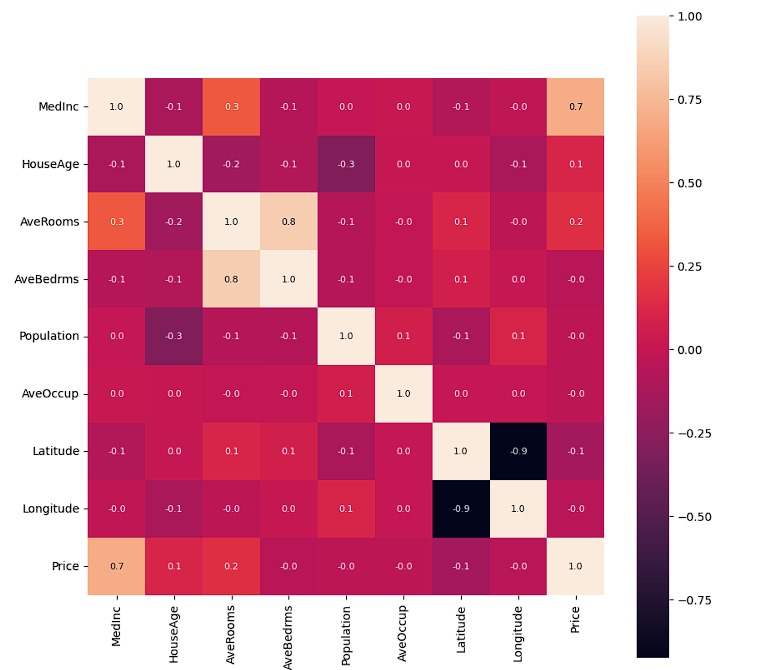 1.00
MedInc 1.0 -0.1 0.3 -0.1 0.0 0.0 -0.1 -0.0 0.7
0.75
HouseAge -0.1 1.0 -0.2 -0.1 -0.3 0.0 0.0 -0.1 0.1
0.50
AveRooms 0.3 -0.2 1.0 0.8 -0.1 -0.0 0.1 -0.0 0.2
0.25
AveBedrms -0.1 -0.1 0.8 1.0 -0.1 -0.0 0.1 0.0 -0.0
Population 0.0 -0.3 -0.1 -0.1 1.0 0.1 -0.1 0.1 -0.0
0.00
AveOccup 0.0 0.0 -0.0 -0.0 0.1 1.0 0.0 0.0 -0.0
−0.25
Latitude -0.1 0.0 0.1 0.1 -0.1 0.0 1.0 -0.9 -0.1
Longitude -0.0 -0.1 -0.0 0.0 0.1 0.0 -0.9 1.0 -0.0
−0.50
Price 0.7 0.1 0.2 -0.0 -0.0 -0.0 -0.1 -0.0 1.0
−0.75
MedInc HouseAge AveRooms AveBedrms Population AveOccup Latitude Longitude Price